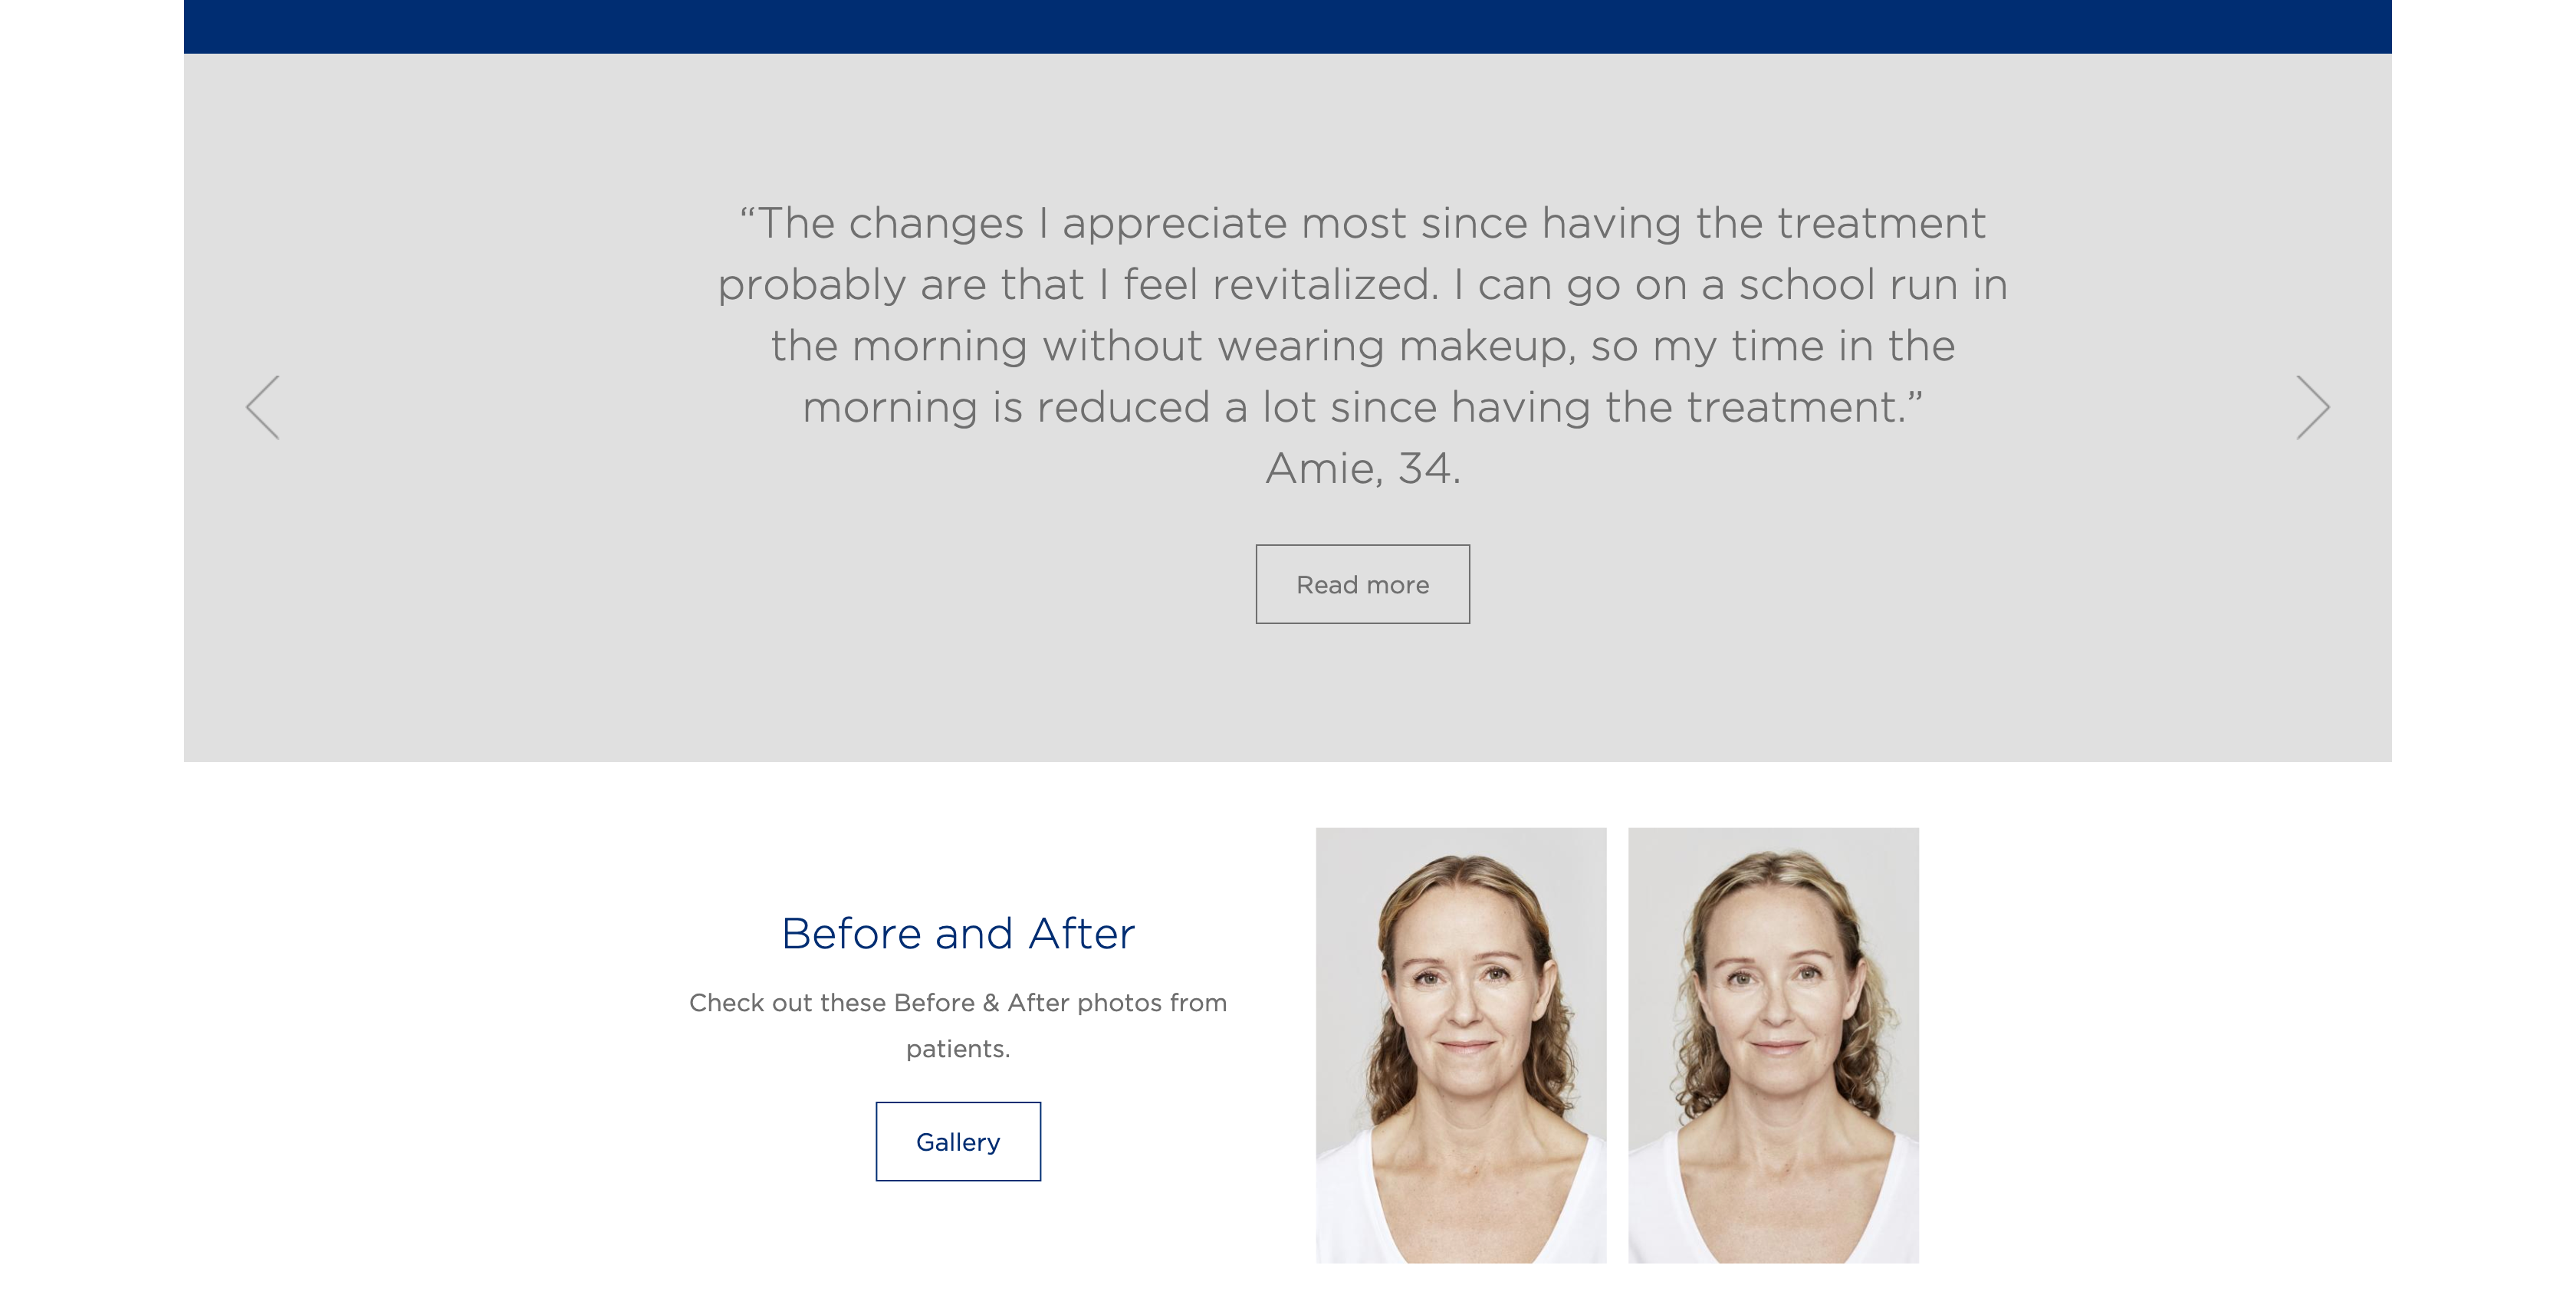 “The changes I appreciate most since having the treatment
probably are that I feel revitalized. I can go on a school run in
the morning without wearing makeup, so my time in the
morning is reduced a lot since having the treatment.”
Amie, 34.
Read more
Before and After
Check out these Before & After photos from
patients.
Gallery